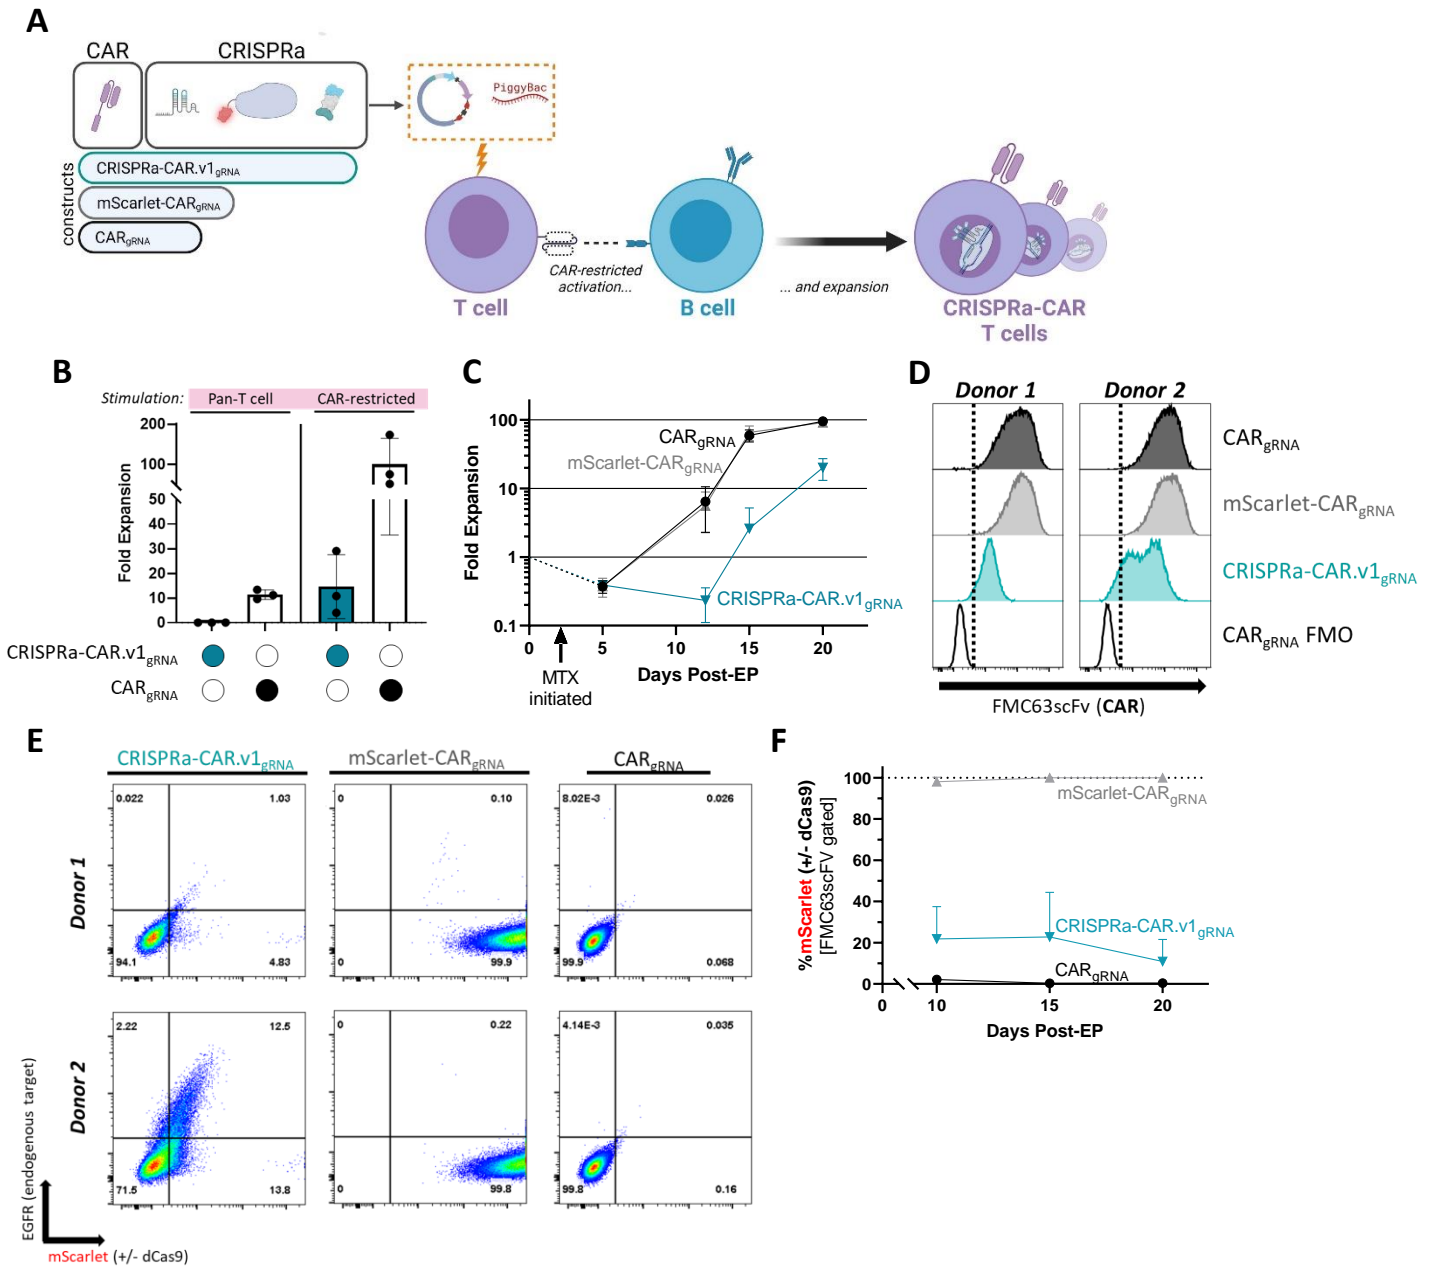 A
CAR
CRISPRa
PiggyBac
constructs
CRISPRa-CAR.v1gRNA
mScarlet-CARgRNA
CARgRNA
CAR-restricted
activation...
... and expansion
T cell
B cell
CRISPRa-CAR
T cells
B
Stimulation:
Pan-T cell
CAR-restricted
Fold Expansion
200
100
50
40
30
20
10
0
CRISPRa-CAR.v1gRNA
CARgRNA
C
Fold Expansion
100
10
1
0.1
CARgRNA
mScarlet-CARgRNA
CRISPRa-CAR.v1gRNA
0
5
10
15
20
MTX
initiated
Days Post-EP
D
Donor 1
Donor 2
CARgRNA
mScarlet-CARgRNA
CRISPRa-CAR.v1gRNA
CARgRNA FMO
FMC63scFv (CAR)
E
CRISPRa-CAR.v1gRNA
mScarlet-CARgRNA
CARgRNA
Donor 1
0.022
1.03
94.1
4.83
0
0.10
0
99.9
8.02E-3
0.026
99.9
0.068
Donor 2
2.22
12.5
71.5
13.8
0
0.22
0
99.8
4.14E-3
0.035
99.8
0.16
EGFR (endogenous target)
mScarlet (+/- dCas9)
F
%mScarlet (+/- dCas9)
[FMC63scFV gated]
100
80
60
40
20
0
mScarlet-CARgRNA
CRISPRa-CAR.v1gRNA
CARgRNA
0
10
15
20
Days Post-EP